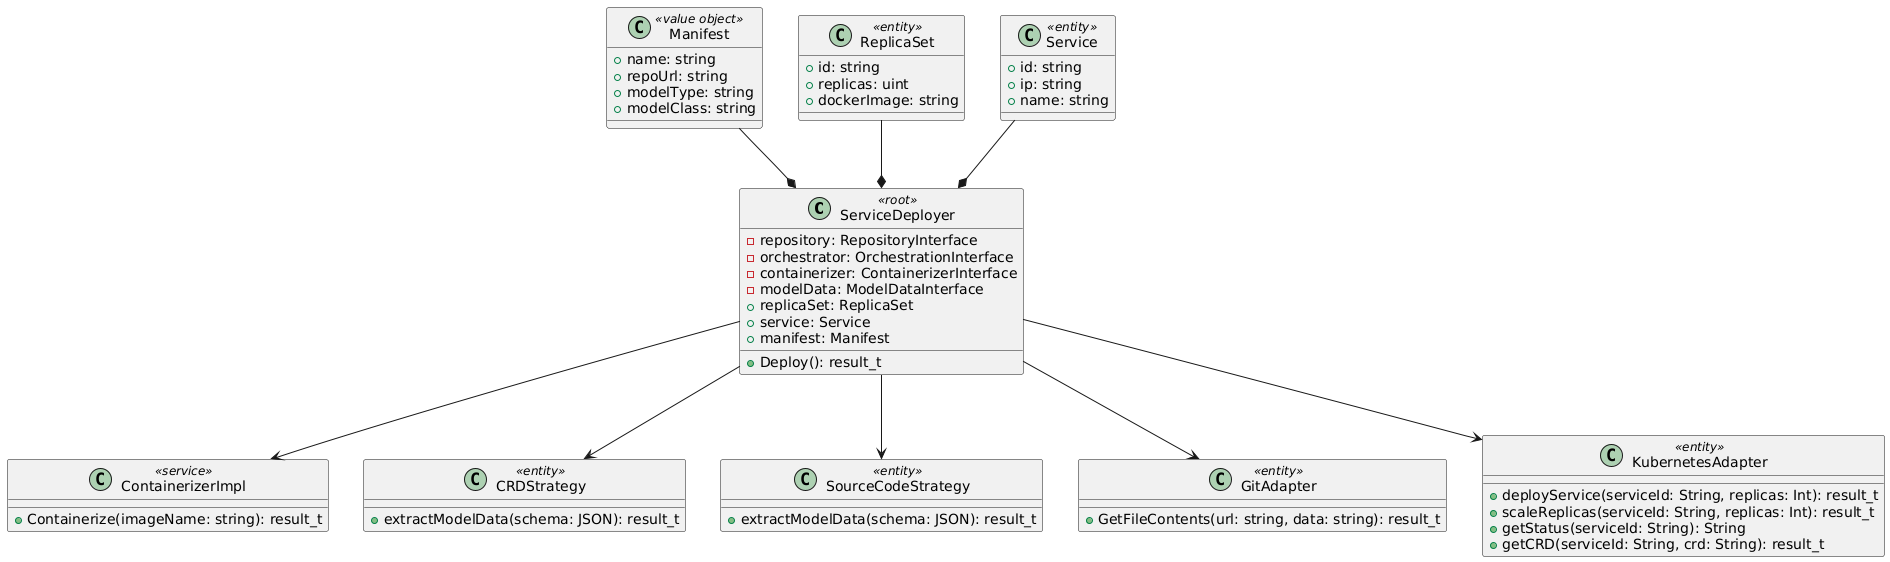 «value object»
C Manifest
name: string
repoUrl: string
modelType: string
modelClass: string
«entity»
C ReplicaSet
id: string
replicas: uint
dockerImage: string
«entity»
C Service
id: string
ip: string
name: string
«root»
C ServiceDeployer
repository: RepositoryInterface
orchestrator: OrchestrationInterface
containerizer: ContainerizerInterface
modelData: ModelDataInterface
replicaSet: ReplicaSet
service: Service
manifest: Manifest
Deploy(): result_t
«service»
C ContainerizerImpl
Containerize(imageName: string): result_t
«entity»
C CRDStrategy
extractModelData(schema: JSON): result_t
«entity»
C SourceCodeStrategy
extractModelData(schema: JSON): result_t
«entity»
C GitAdapter
GetFileContents(url: string, data: string): result_t
«entity»
C KubernetesAdapter
deployService(serviceId: String, replicas: Int): result_t
scaleReplicas(serviceId: String, replicas: Int): result_t
getStatus(serviceId: String): String
getCRD(serviceId: String, crd: String): result_t